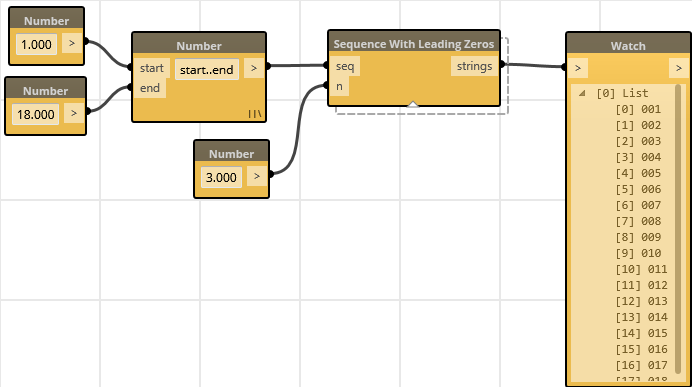 Number
1.000 >
Number
18.000 >
Number
start start..end >
end
Number
3.000 >
Sequence With Leading Zeros
seq strings
n
Watch
> >
[0] List
[0] 001
[1] 002
[2] 003
[3] 004
[4] 005
[5] 006
[6] 007
[7] 008
[8] 009
[9] 010
[10] 011
[11] 012
[12] 013
[13] 014
[14] 015
[15] 016
[16] 017
[17] 018